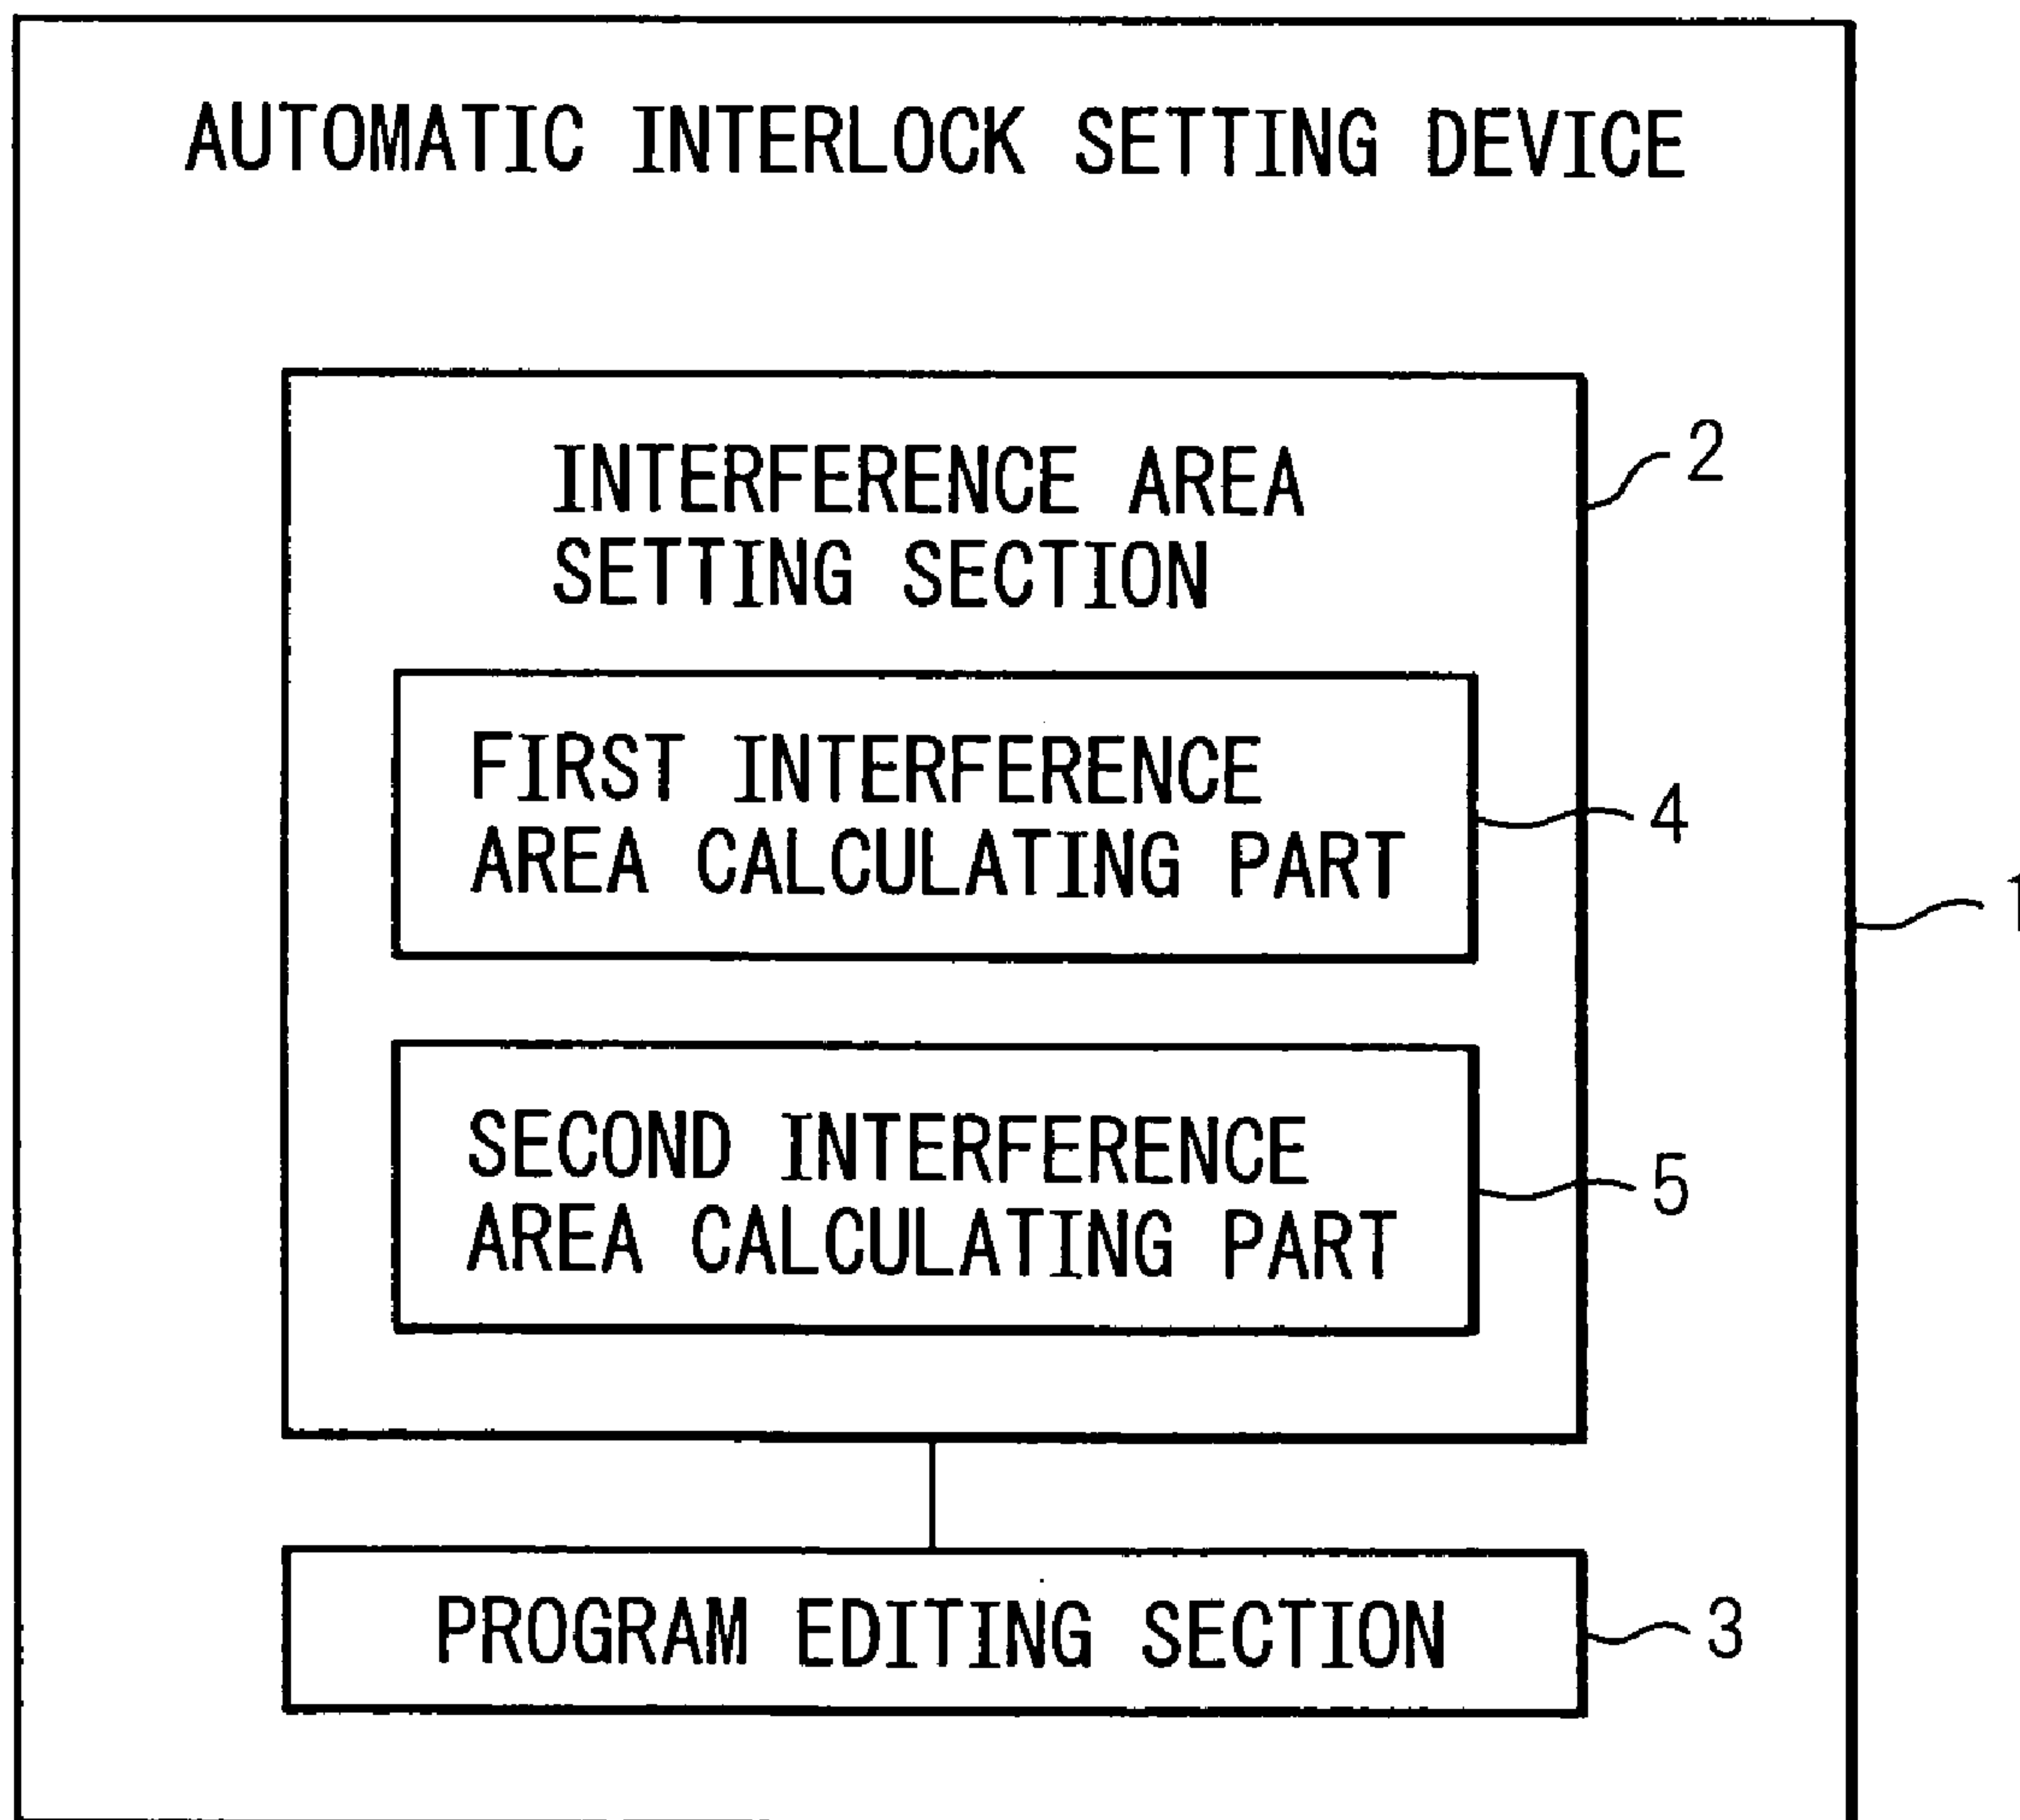 AUTOMATIC INTERLOCK SETTING DEVICE
INTERFERENCE AREA
SETTING SECTION
2
FIRST INTERFERENCE
AREA CALCULATING PART
4
1
SECOND INTERFERENCE
AREA CALCULATING PART
5
PROGRAM EDITING SECTION
3